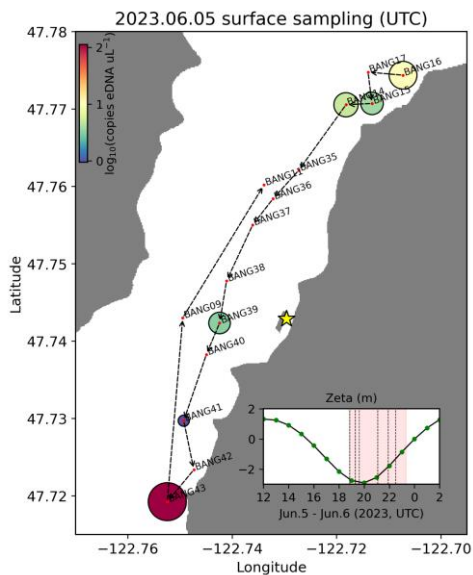 2023.06.05 surface sampling (UTC)
47.78
47.77
47.76
47.75
47.74
47.73
47.72
Latitude
2
1
0
log₁₀(copies eDNA uL⁻¹)
BANG17
BANG16
BANG14
BANG15
BANG35
BANG11
BANG36
BANG37
BANG38
BANG09
BANG39
BANG40
BANG41
BANG42
BANG43
Zeta (m)
0
−2
12 14 16 18 20 22 0 2
Jun.5 - Jun.6 (2023, UTC)
−122.76 −122.74 −122.72 −122.70
Longitude